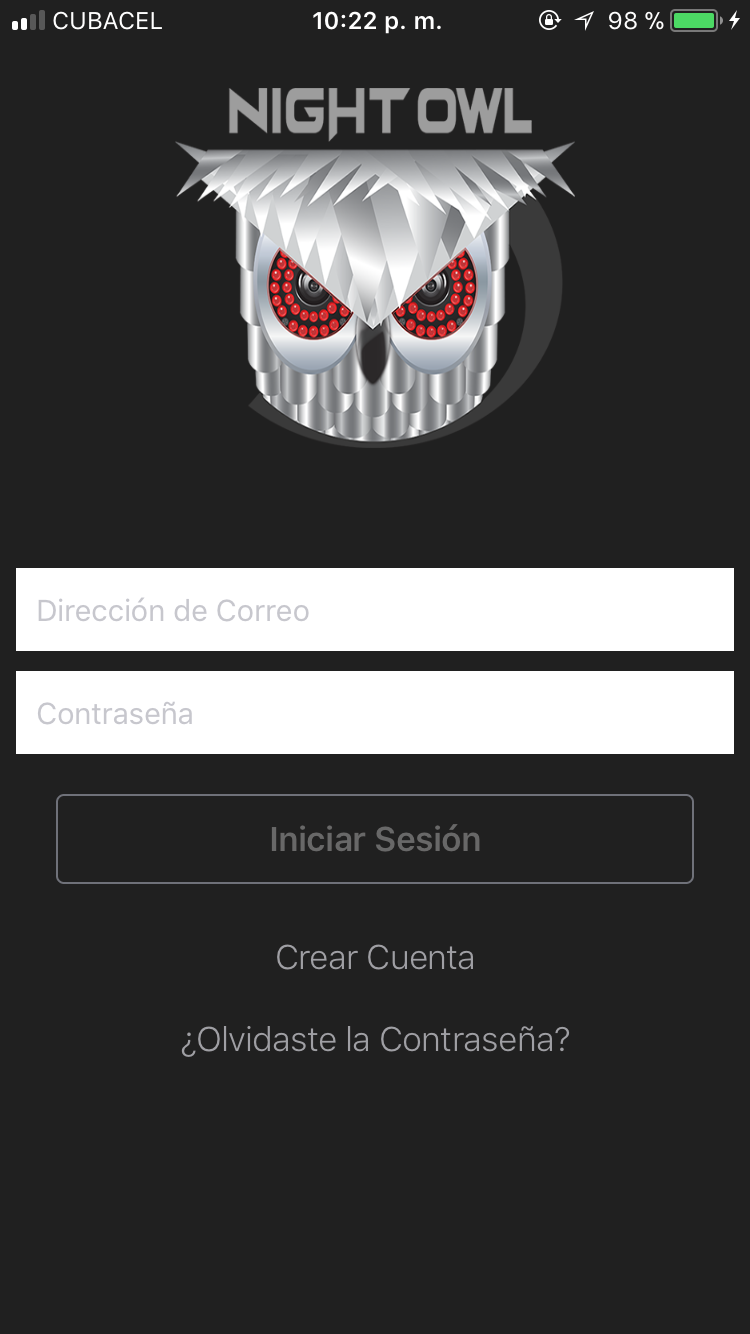 CUBACEL 10:22 p. m. 98 %
NIGHT OWL
Dirección de Correo
Contraseña
Iniciar Sesión
Crear Cuenta
¿Olvidaste la Contraseña?